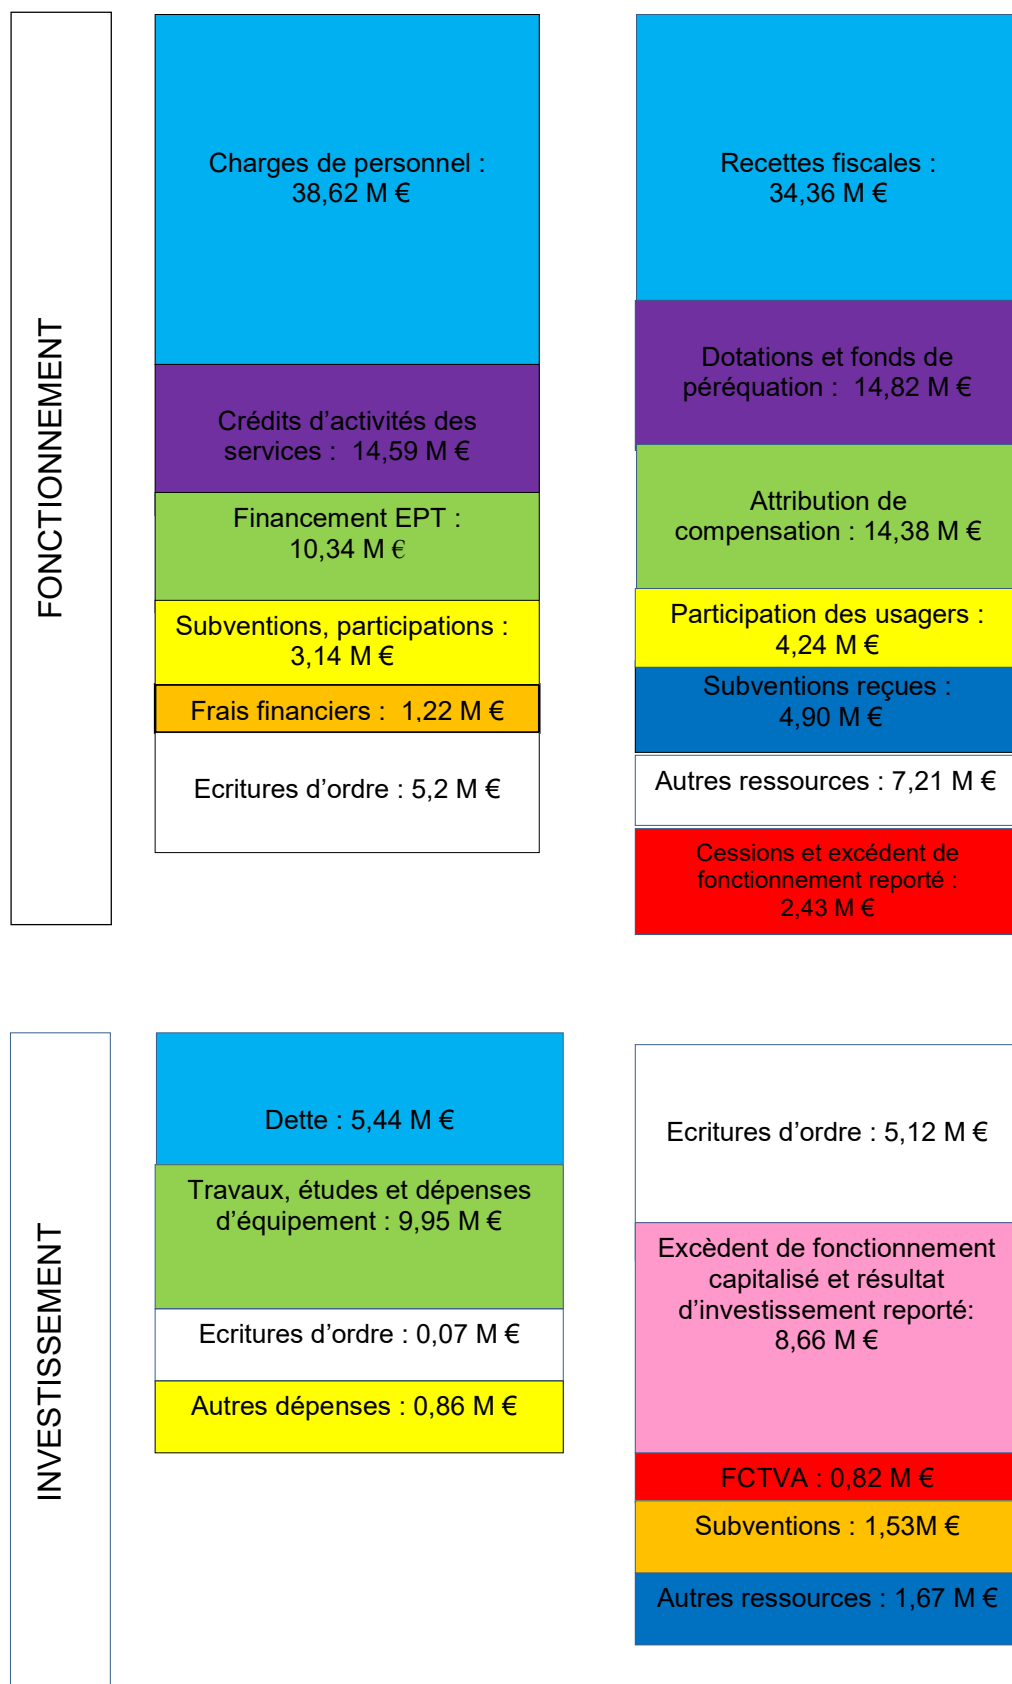 FONCTIONNEMENT
Charges de personnel :
38,62 M €
Crédits d’activités des
services :  14,59 M €
Financement EPT :
10,34 M €
Subventions, participations :
3,14 M €
Frais financiers :  1,22 M €
Ecritures d’ordre : 5,2 M €
Recettes fiscales :
34,36 M €
Dotations et fonds de
péréquation :  14,82 M €
Attribution de
compensation : 14,38 M €
Participation des usagers :
4,24 M €
Subventions reçues :
4,90 M €
Autres ressources : 7,21 M €
Cessions et excédent de
fonctionnement reporté :
2,43 M €
INVESTISSEMENT
Dette : 5,44 M €
Travaux, études et dépenses
d’équipement : 9,95 M €
Ecritures d’ordre : 0,07 M €
Autres dépenses : 0,86 M €
Ecritures d’ordre : 5,12 M €
Excèdent de fonctionnement
capitalisé et résultat
d’investissement reporté:
8,66 M €
FCTVA : 0,82 M €
Subventions : 1,53M €
Autres ressources : 1,67 M €